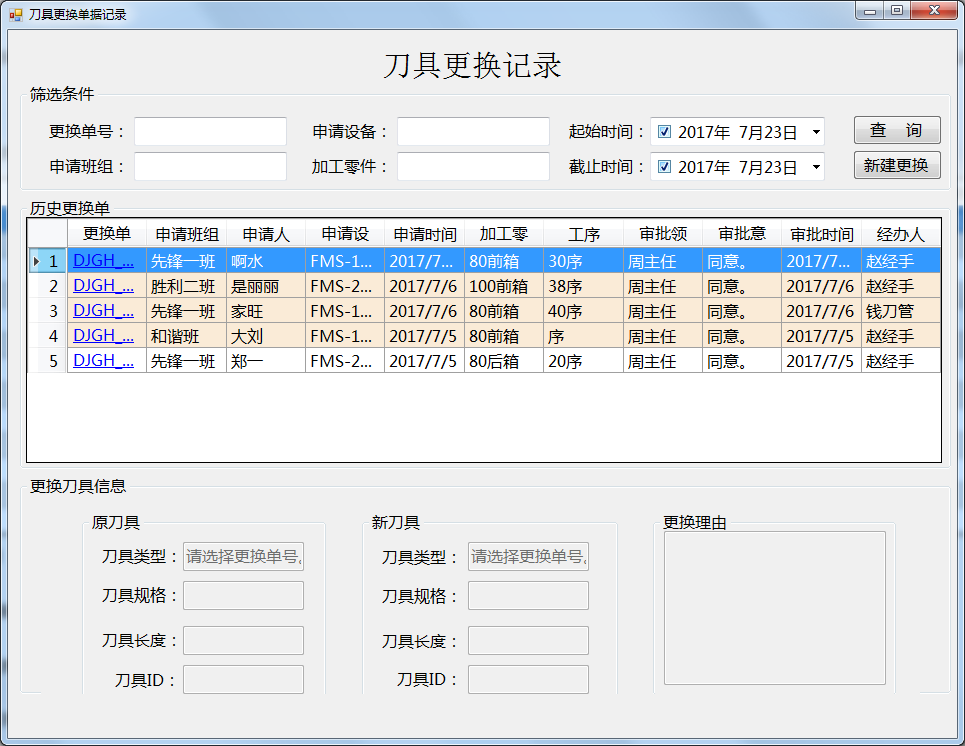 刀具更换单据记录
刀具更换记录
筛选条件
更换单号： 申请设备： 起始时间： 2017年 7月23日 查 询
申请班组： 加工零件： 截止时间： 2017年 7月23日 新建更换
历史更换单
更换单 申请班组 申请人 申请设 申请时间 加工零 工序 审批领 审批意 审批时间 经办人
1 DJGH_... 先锋一班 啊水 FMS-1... 2017/7... 80前箱 30序 周主任 同意。 2017/7... 赵经手
2 DJGH_... 胜利二班 是丽丽 FMS-2... 2017/7/6 100前箱 38序 周主任 同意。 2017/7/6 赵经手
3 DJGH_... 先锋一班 家旺 FMS-1... 2017/7/6 80前箱 40序 周主任 同意。 2017/7/6 钱刀管
4 DJGH_... 和谐班 大刘 FMS-1... 2017/7/5 80前箱 序 周主任 同意。 2017/7/5 赵经手
5 DJGH_... 先锋一班 郑一 FMS-2... 2017/7/5 80后箱 20序 周主任 同意。 2017/7/5 赵经手
更换刀具信息
原刀具 新刀具 更换理由
刀具类型： 请选择更换单号。 刀具类型： 请选择更换单号。
刀具规格： 刀具规格：
刀具长度： 刀具长度：
刀具ID： 刀具ID：